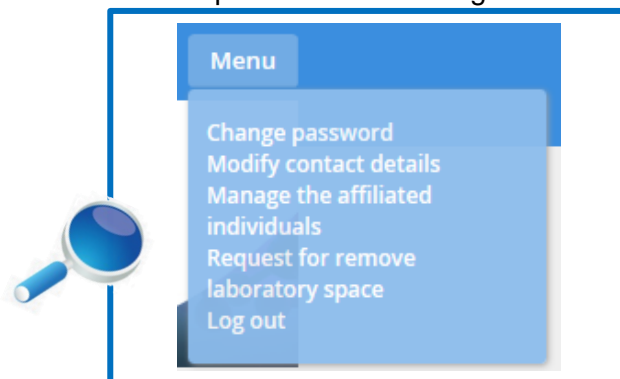 Menu
Change password
Modify contact details
Manage the affiliated
individuals
Request for remove
laboratory space
Log out